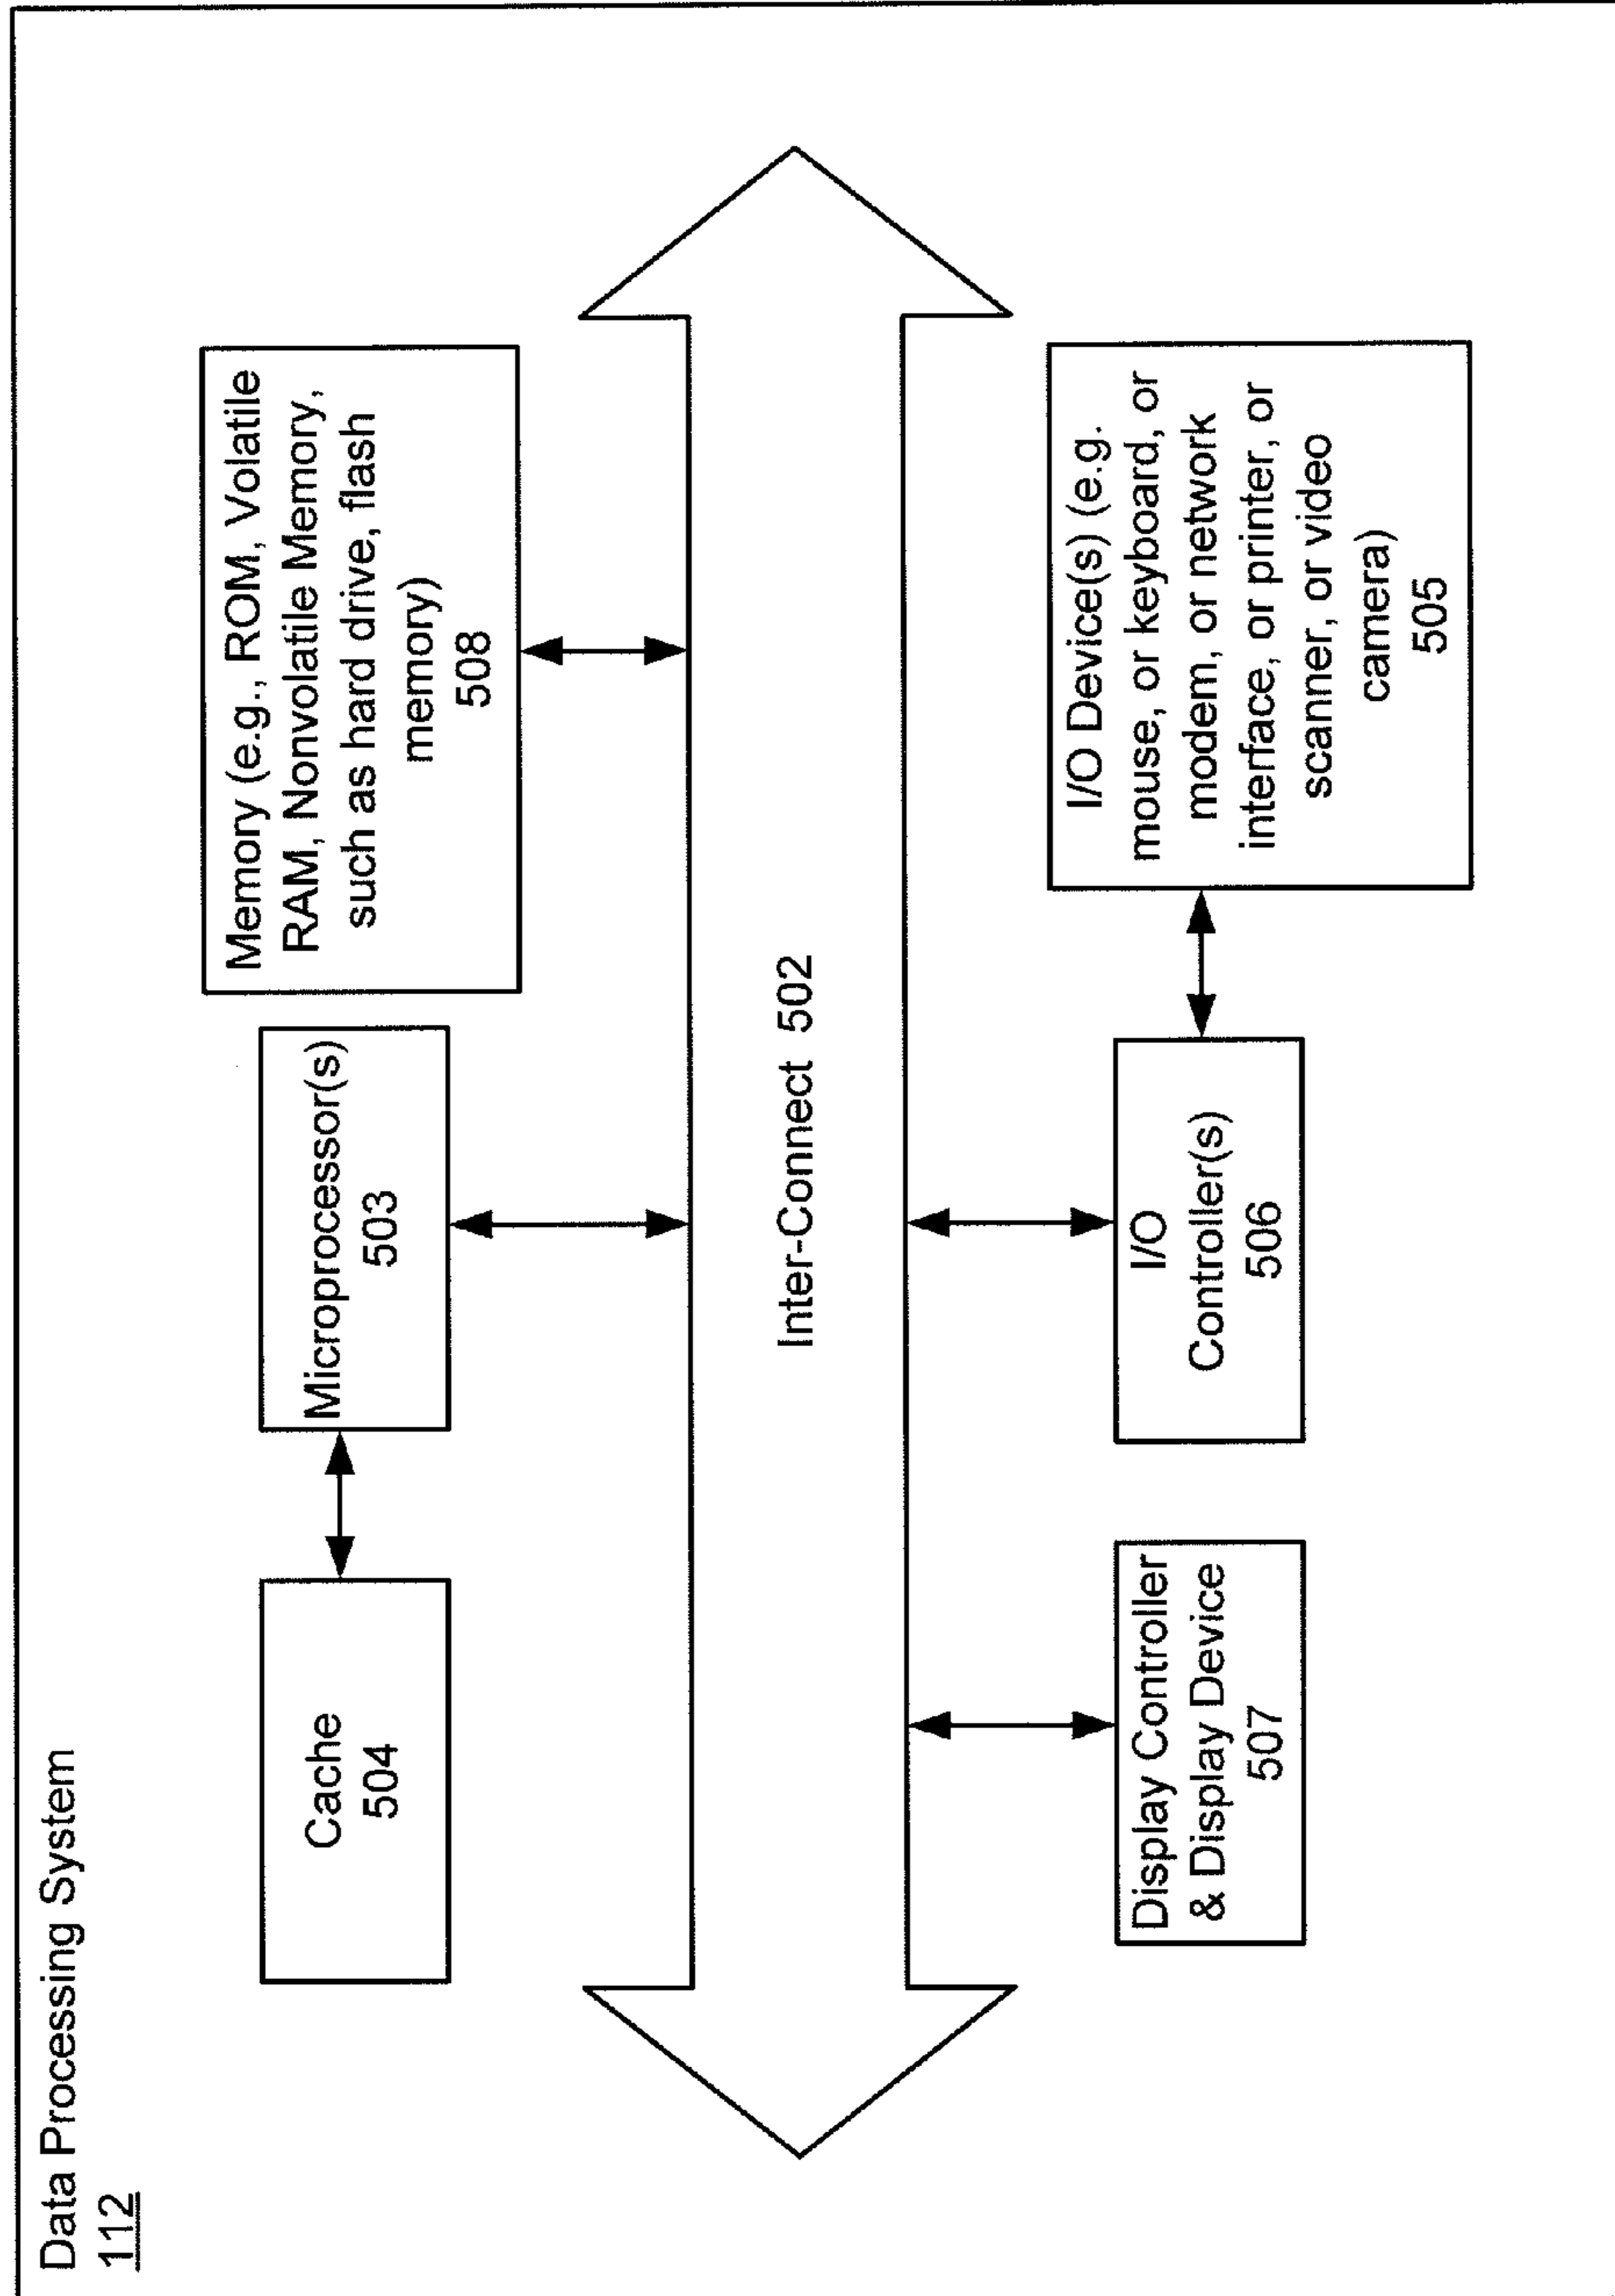 Data Processing System
112
Cache
504
Microprocessor(s)
503
Memory (e.g., ROM, Volatile
RAM, Nonvolatile Memory,
such as hard drive, flash
memory)
508
Inter-Connect 502
Display Controller
& Display Device
507
I/O
Controller(s)
506
I/O Device(s) (e.g.
mouse, or keyboard, or
modem, or network
interface, or printer, or
scanner, or video
camera)
505